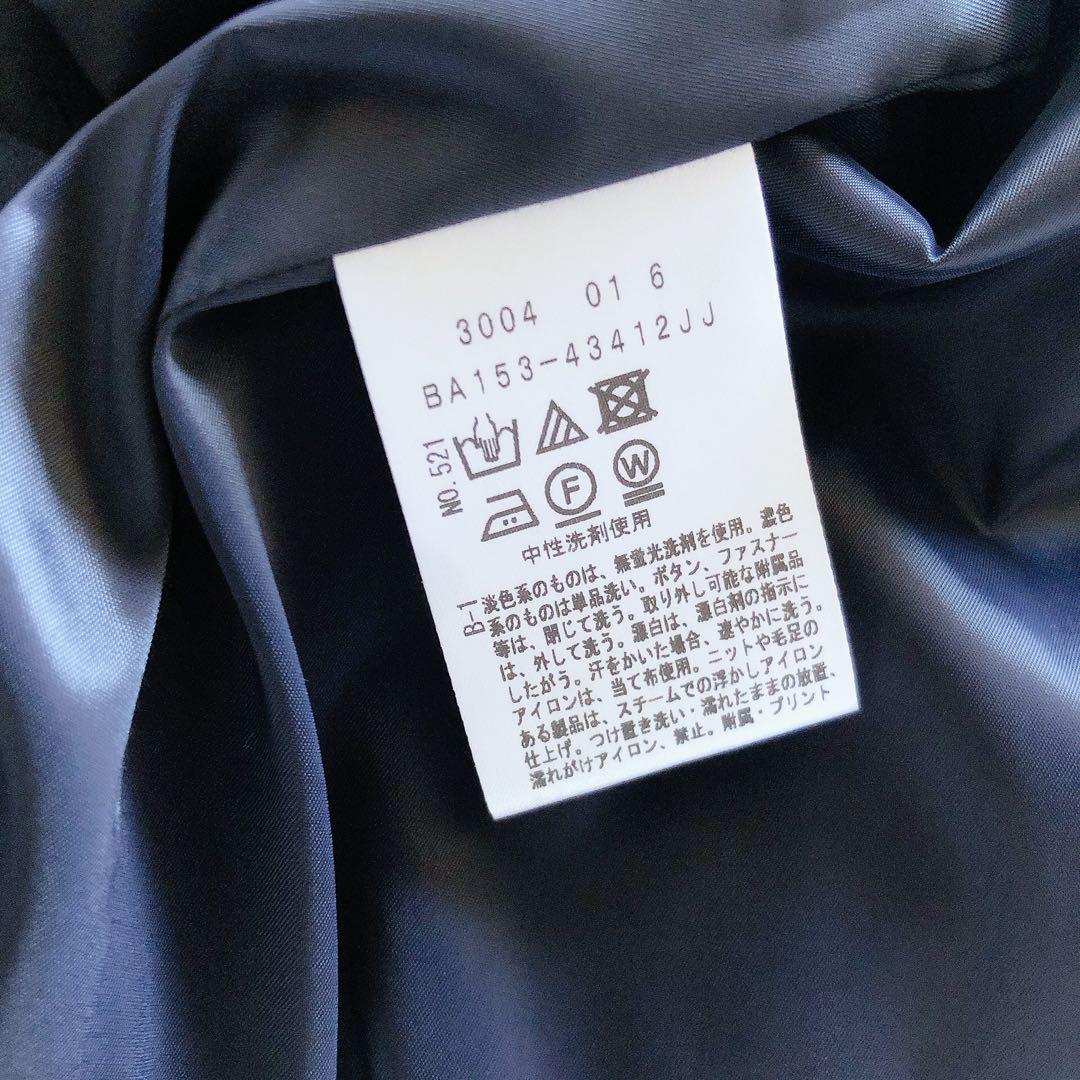 3004 01 6
BA153-43412JJ
NO.521
F W
中性洗剤使用
B-1
淡色系のものは、無蛍光洗剤を使用。濃色
系のものは単品洗い。ボタン、ファスナー
等は、閉じて洗う。取り外し可能な附属品
は、外して洗う。漂白は、漂白剤の指示に
したがう。汗をかいた場合、速やかに洗う。
アイロンは、当て布使用。ニットや毛足の
ある製品は、スチームでの浮かしアイロン
仕上げ。つけ置き洗い・濡れたままの放置、
濡れがけアイロン、禁止。附属・プリント